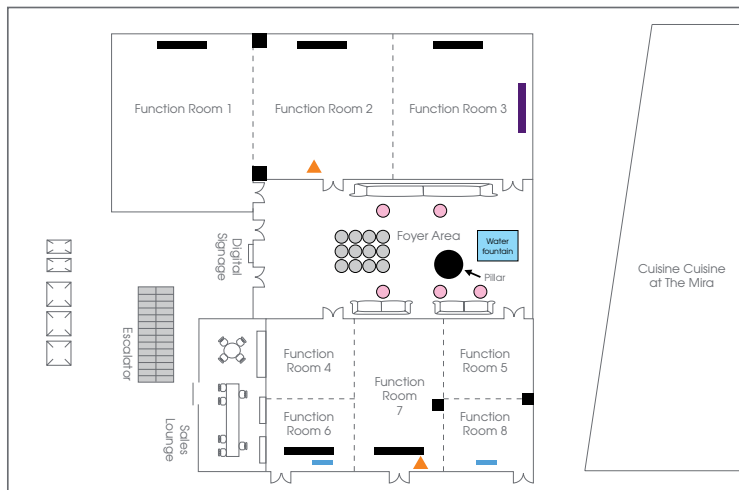 Function Room 1
Function Room 2
Function Room 3
Digital
Signage
Foyer Area
Water
fountain
Pillar
Cuisine Cuisine
at The Mira
Escalator
Function
Room 4
Function
Room 5
Function
Room
7
Function
Room 6
Function
Room 8
Sales
Lounge